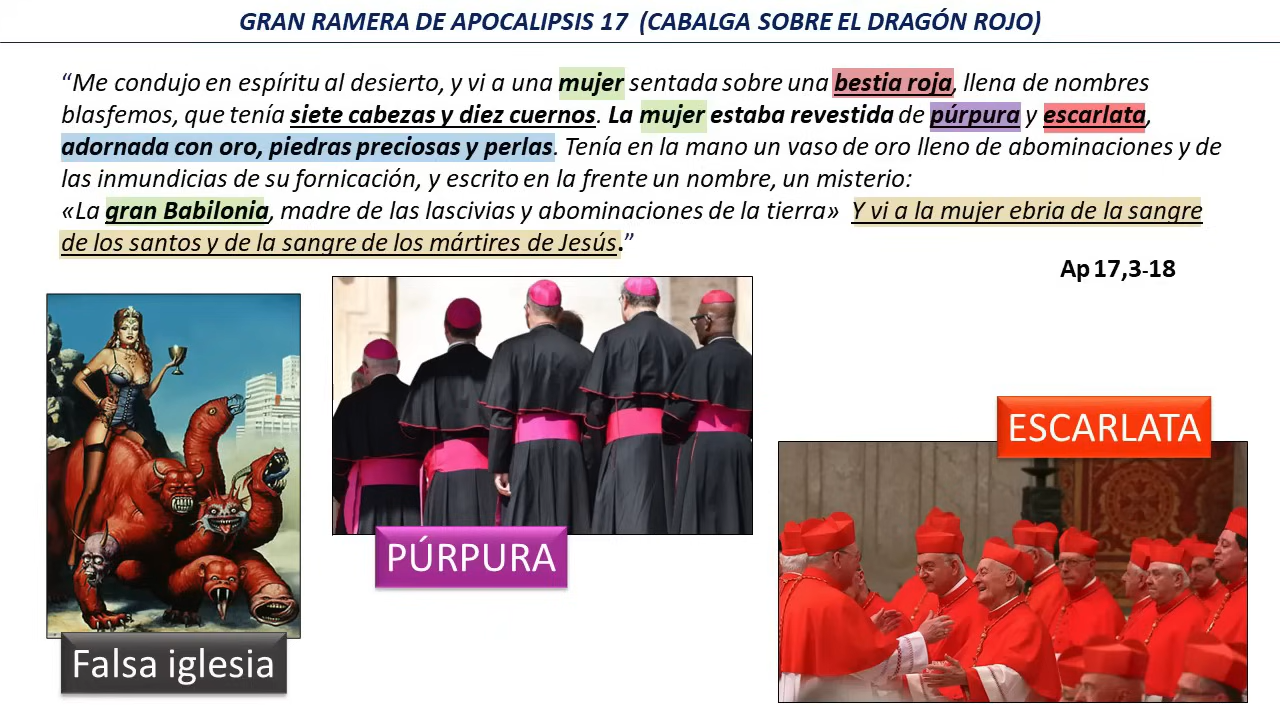 GRAN RAMERA DE APOCALIPSIS 17 (CABALGA SOBRE EL DRAGÓN ROJO)
“Me condujo en espíritu al desierto, y vi a una mujer sentada sobre una bestia roja, llena de nombres
blasfemos, que tenía siete cabezas y diez cuernos. La mujer estaba revestida de púrpura y escarlata,
adornada con oro, piedras preciosas y perlas. Tenía en la mano un vaso de oro lleno de abominaciones y de
las inmundicias de su fornicación, y escrito en la frente un nombre, un misterio:
«La gran Babilonia, madre de las lascivias y abominaciones de la tierra» Y vi a la mujer ebria de la sangre
de los santos y de la sangre de los mártires de Jesús.”
Ap 17,3-18
ESCARLATA
PÚRPURA
Falsa iglesia